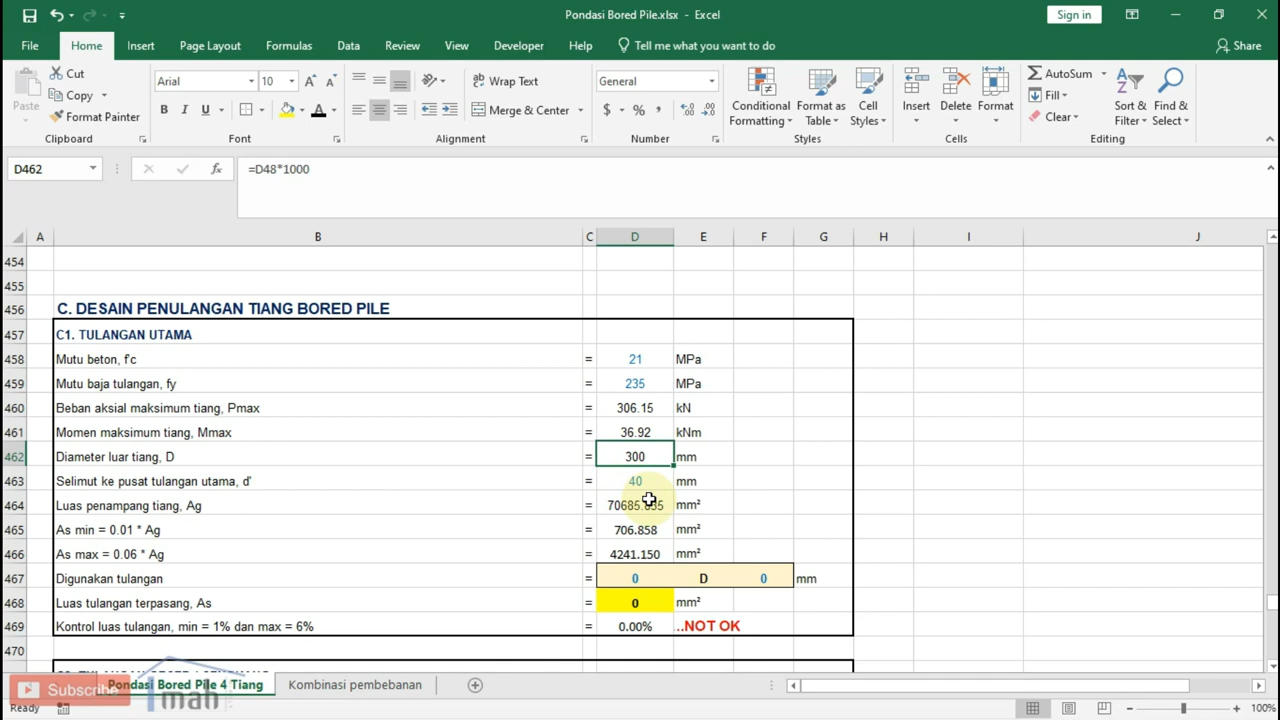 Pondasi Bored Pile.xlsx - Excel
Sign in
File Home Insert Page Layout Formulas Data Review View Developer Help Tell me what you want to do Share
Paste
Cut
Copy
Format Painter
Arial 10
B I U
Wrap Text
Merge & Center
General
Conditional Formatting
Format as Table
Cell Styles
Insert
Delete
Format
AutoSum
Fill
Clear
Sort & Filter
Find & Select
Clipboard Font Alignment Number Styles Cells Editing
D462 fx =D48*1000
A B C D E F G H I J
454
455
456 C. DESAIN PENULANGAN TIANG BORED PILE
457 C1. TULANGAN UTAMA
458 Mutu beton, f'c = 21 MPa
459 Mutu baja tulangan, fy = 235 MPa
460 Beban aksial maksimum tiang, Pmax = 306.15 kN
461 Momen maksimum tiang, Mmax = 36.92 kNm
462 Diameter luar tiang, D = 300 mm
463 Selimut ke pusat tulangan utama, d' = 40 mm
464 Luas penampang tiang, Ag = 70685.835 mm²
465 As min = 0.01 * Ag = 706.858 mm²
466 As max = 0.06 * Ag = 4241.150 mm²
467 Digunakan tulangan = 0 D 0 mm
468 Luas tulangan terpasang, As = 0 mm²
469 Kontrol luas tulangan, min = 1% dan max = 6% = 0.00% ...NOT OK
470
Pondasi Bored Pile 4 Tiang Kombinasi pembebanan
Subscribe
Imah
Ready 100%